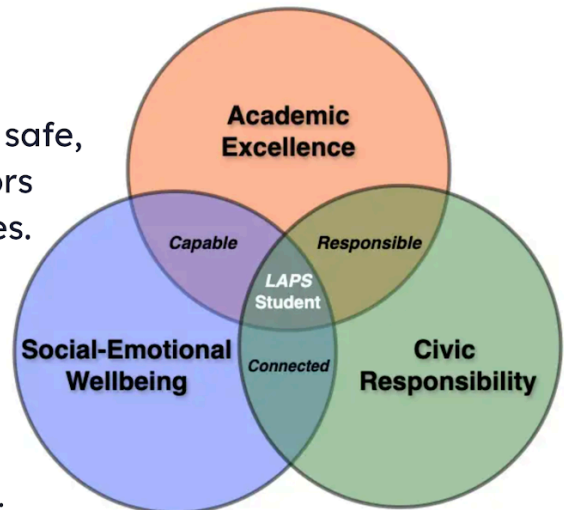 safe,
ors
es.
Academic
Excellence
Capable
Responsible
LAPS
Student
Social-Emotional
Wellbeing
Connected
Civic
Responsibility
.